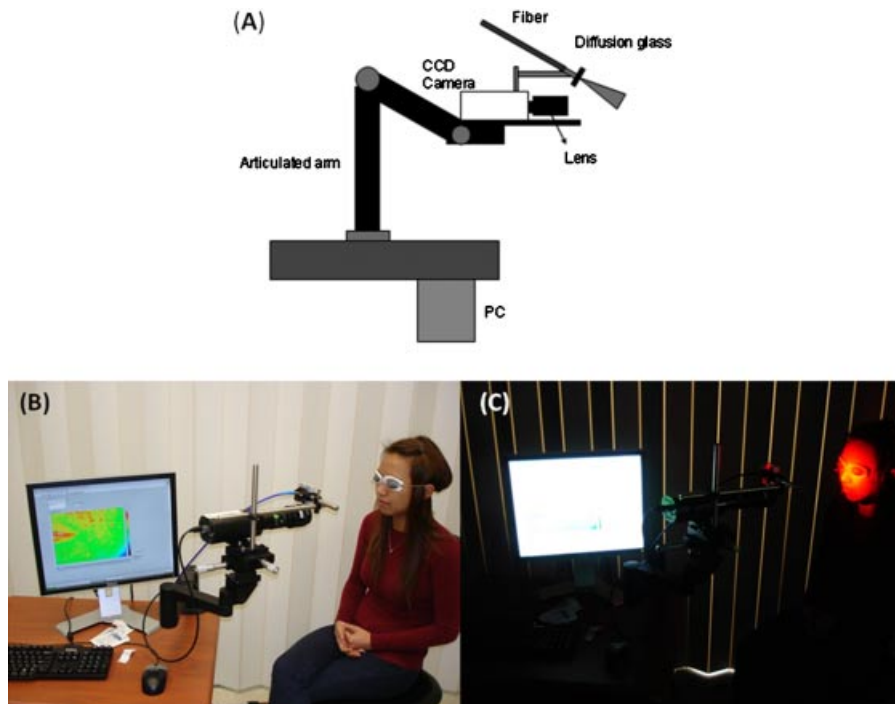 (A)
Fiber
Diffusion glass
CCD
Camera
Lens
Articulated arm
PC
(B)
(C)